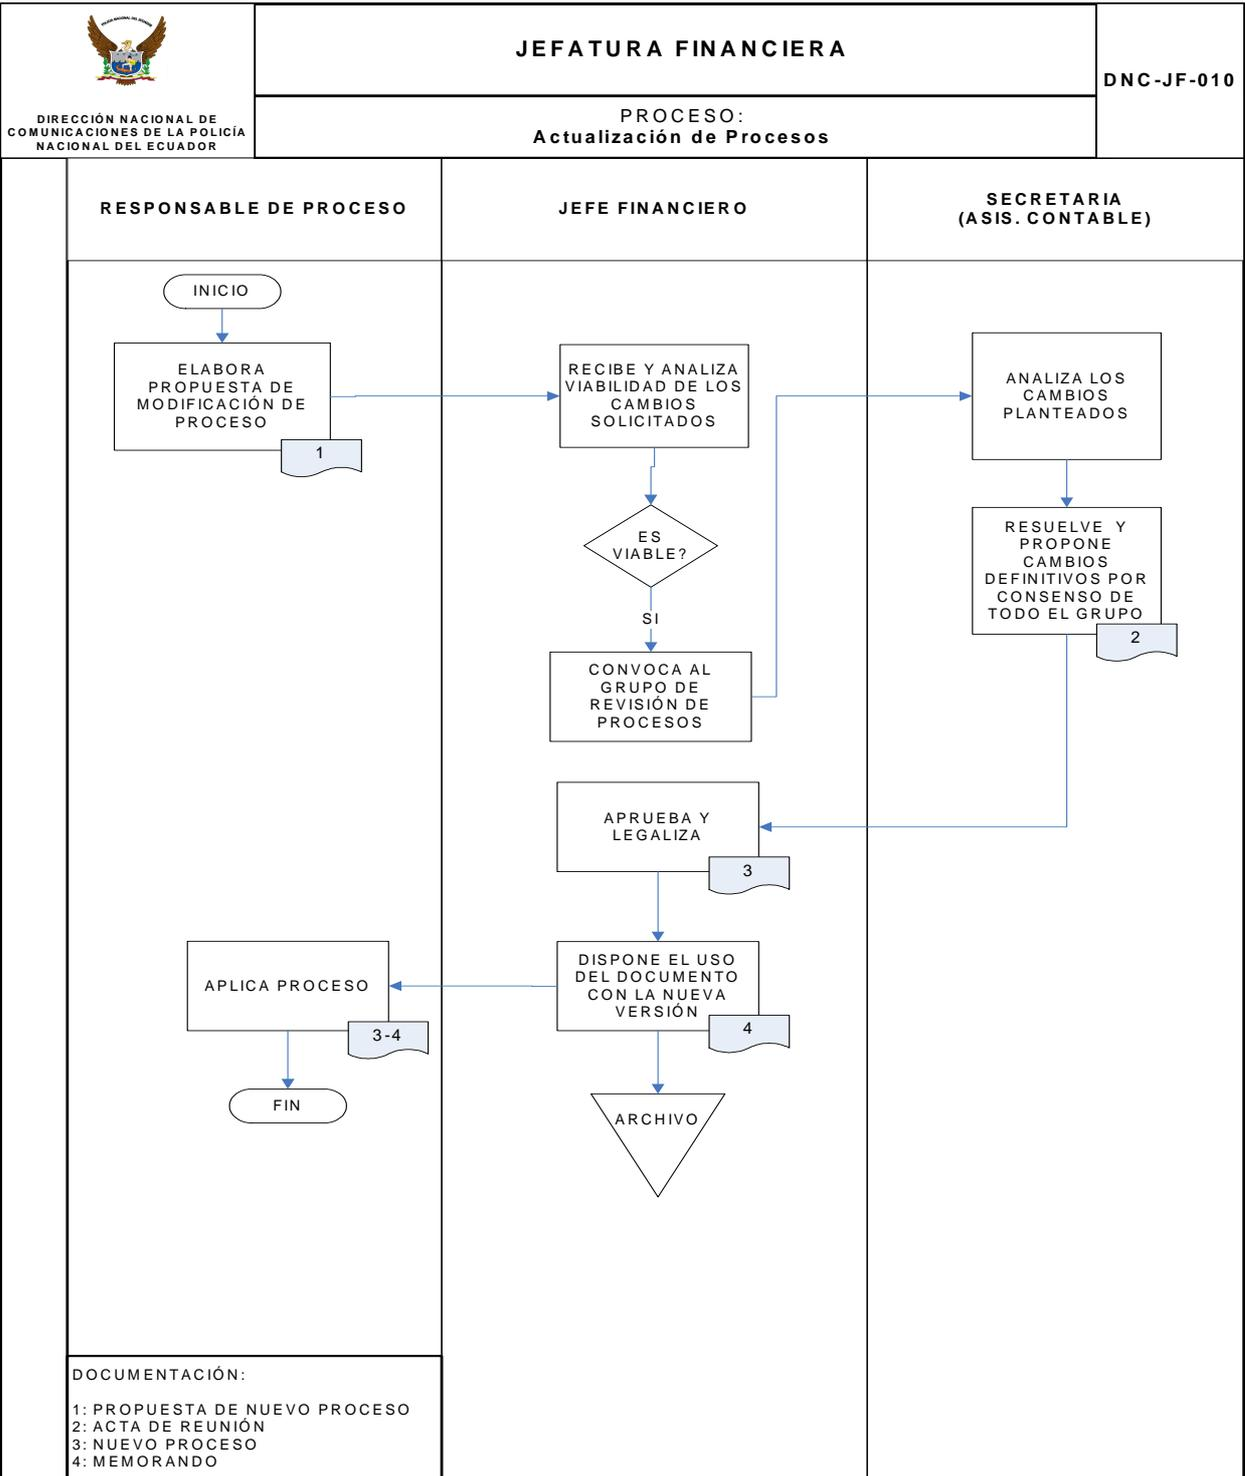 JEFATURA FINANCIERA
DNC-JF-010
DIRECCIÓN NACIONAL DE
COMUNICACIONES DE LA POLICÍA
NACIONAL DEL ECUADOR
PROCESO:
Actualización de Procesos
RESPONSABLE DE PROCESO
JEFE FINANCIERO
SECRETARIA
(ASIS. CONTABLE)
INICIO
ELABORA
PROPUESTA DE
MODIFICACIÓN DE
PROCESO
1
RECIBE Y ANALIZA
VIABILIDAD DE LOS
CAMBIOS
SOLICITADOS
ES
VIABLE?
SI
CONVOCA AL
GRUPO DE
REVISIÓN DE
PROCESOS
ANALIZA LOS
CAMBIOS
PLANTEADOS
RESUELVE Y
PROPONE
CAMBIOS
DEFINITIVOS POR
CONSENSO DE
TODO EL GRUPO
2
APRUEBA Y
LEGALIZA
3
DISPONE EL USO
DEL DOCUMENTO
CON LA NUEVA
VERSIÓN
4
APLICA PROCESO
3-4
FIN
ARCHIVO
DOCUMENTACIÓN:
1: PROPUESTA DE NUEVO PROCESO
2: ACTA DE REUNIÓN
3: NUEVO PROCESO
4: MEMORANDO